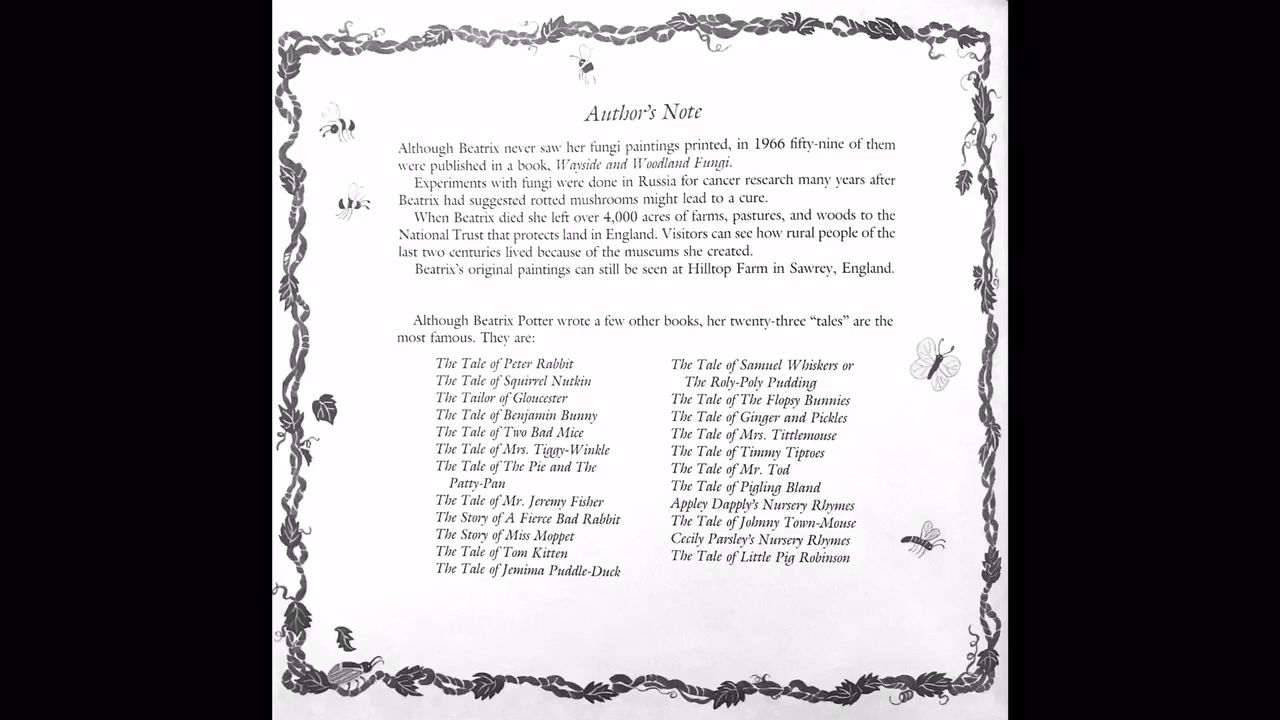 Author's Note
Although Beatrix never saw her fungi paintings printed, in 1966 fifty-nine of them
were published in a book, Wayside and Woodland Fungi.
Experiments with fungi were done in Russia for cancer research many years after
Beatrix had suggested rotted mushrooms might lead to a cure.
When Beatrix died she left over 4,000 acres of farms, pastures, and woods to the
National Trust that protects land in England. Visitors can see how rural people of the
last two centuries lived because of the museums she created.
Beatrix's original paintings can still be seen at Hilltop Farm in Sawrey, England.
Although Beatrix Potter wrote a few other books, her twenty-three “tales” are the
most famous. They are:
The Tale of Peter Rabbit
The Tale of Squirrel Nutkin
The Tailor of Gloucester
The Tale of Benjamin Bunny
The Tale of Two Bad Mice
The Tale of Mrs. Tiggy-Winkle
The Tale of The Pie and The
Patty-Pan
The Tale of Mr. Jeremy Fisher
The Story of A Fierce Bad Rabbit
The Story of Miss Moppet
The Tale of Tom Kitten
The Tale of Jemima Puddle-Duck
The Tale of Samuel Whiskers or
The Roly-Poly Pudding
The Tale of The Flopsy Bunnies
The Tale of Ginger and Pickles
The Tale of Mrs. Tittlemouse
The Tale of Timmy Tiptoes
The Tale of Mr. Tod
The Tale of Pigling Bland
Appley Dapply's Nursery Rhymes
The Tale of Johnny Town-Mouse
Cecily Parsley's Nursery Rhymes
The Tale of Little Pig Robinson